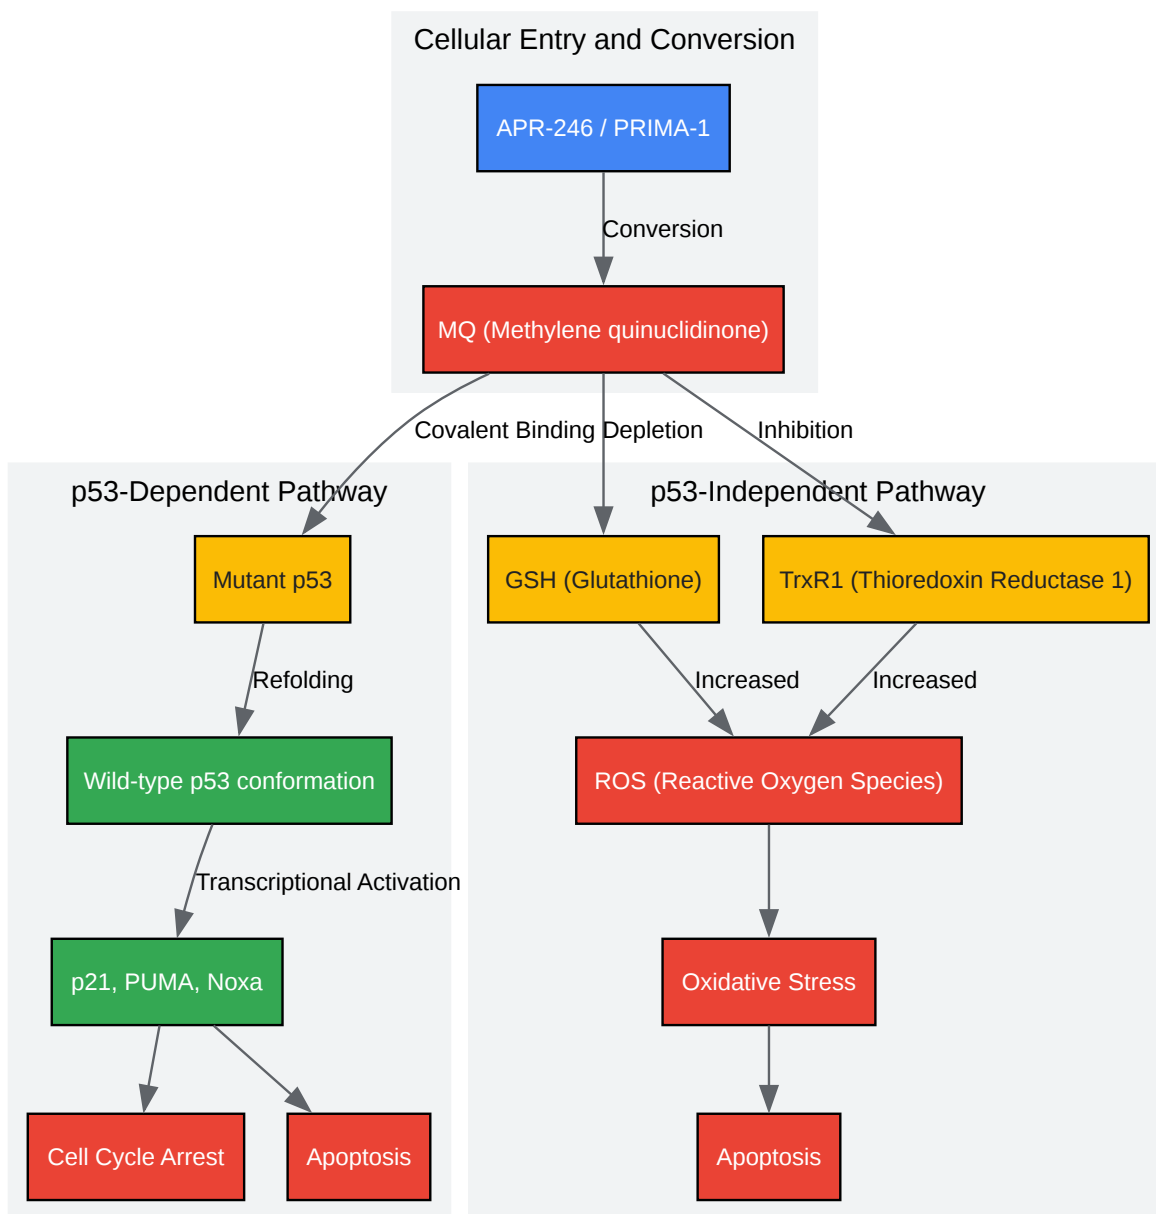 Cellular Entry and Conversion
APR-246 / PRIMA-1
Conversion
MQ (Methylene quinuclidinone)
Covalent Binding
Depletion
Inhibition
p53-Dependent Pathway
p53-Independent Pathway
Mutant p53
GSH (Glutathione)
TrxR1 (Thioredoxin Reductase 1)
Refolding
Increased
Increased
Wild-type p53 conformation
ROS (Reactive Oxygen Species)
Transcriptional Activation
p21, PUMA, Noxa
Oxidative Stress
Cell Cycle Arrest
Apoptosis
Apoptosis